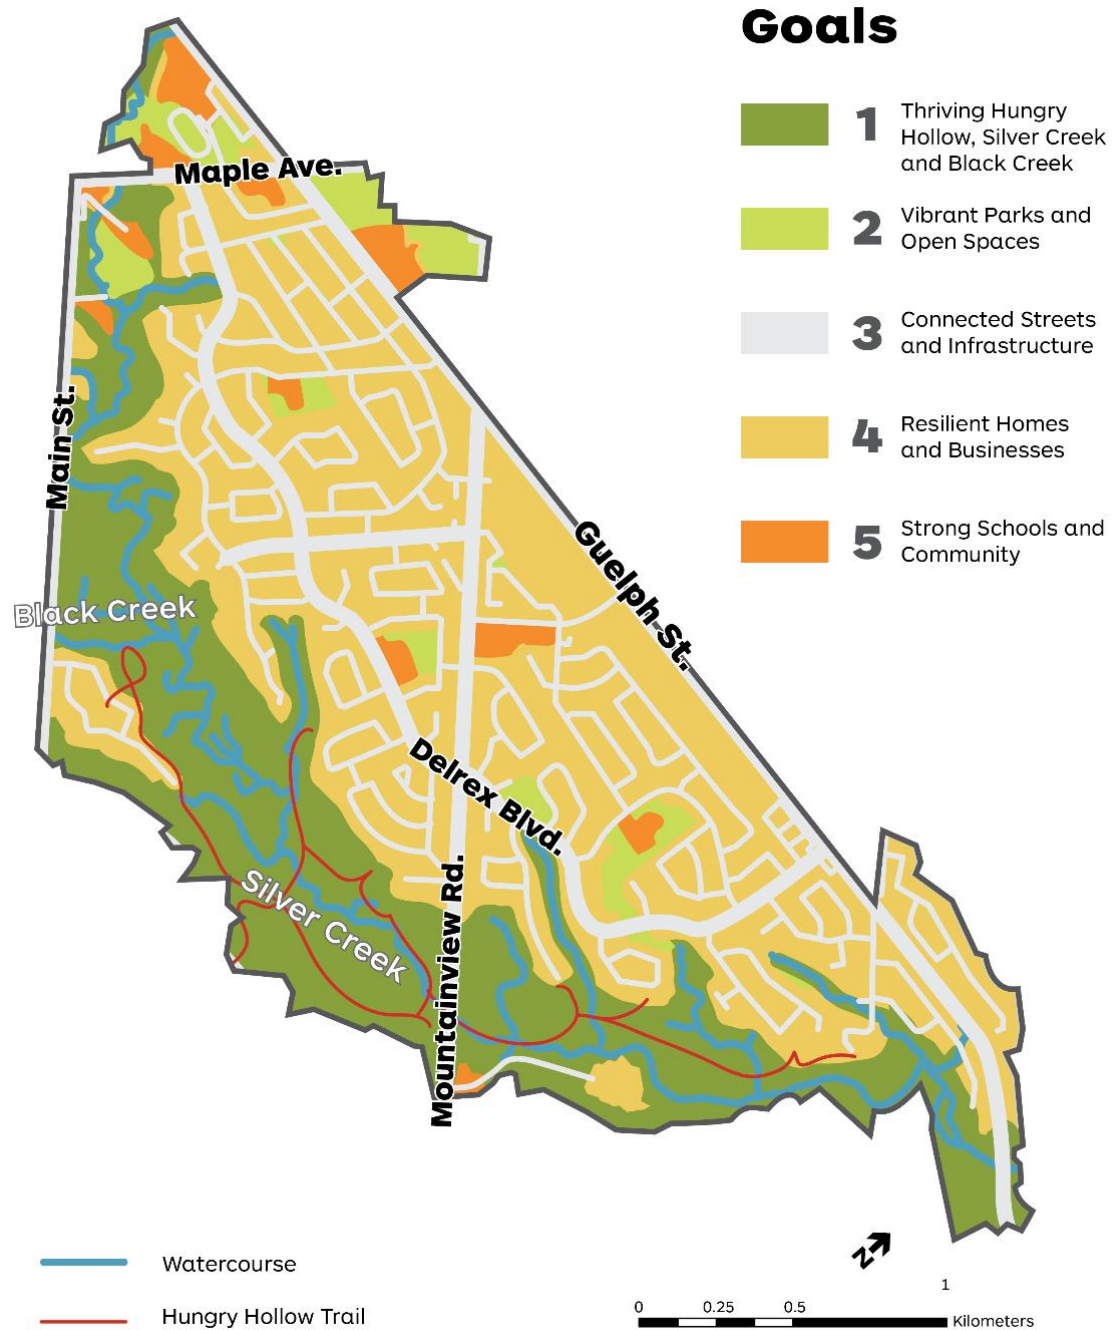 Goals
1
Thriving Hungry
Hollow, Silver Creek
and Black Creek
2
Vibrant Parks and
Open Spaces
3
Connected Streets
and Infrastructure
4
Resilient Homes
and Businesses
5
Strong Schools and
Community
Maple Ave.
Main St.
Guelph St.
Black Creek
Delrex Blvd.
Silver Creek
Mountainview Rd.
Watercourse
Hungry Hollow Trail
N
0 0.25 0.5 1
Kilometers